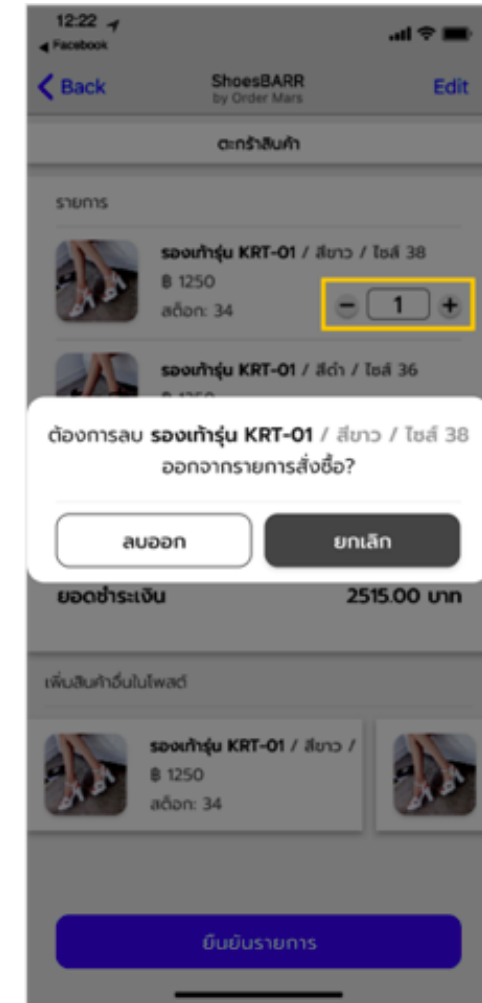 12:22
Facebook
Back
ShoesBARR
Edit
by Order Mars
ตะกร้าสินค้า
รายการ
รองเท้ารุ่น KRT-01 / สีขาว / ไซส์ 38
฿ 1250
สต็อก: 34
1
รองเท้ารุ่น KRT-01 / สีดำ / ไซส์ 36
฿ 1250
ต้องการลบ รองเท้ารุ่น KRT-01 / สีขาว / ไซส์ 38
ออกจากรายการสั่งซื้อ?
ลบออก
ยกเลิก
ยอดชำระเงิน
2515.00 บาท
เพิ่มสินค้าอื่นในโพสต์
รองเท้ารุ่น KRT-01 / สีขาว /
฿ 1250
สต็อก: 34
ยืนยันรายการ